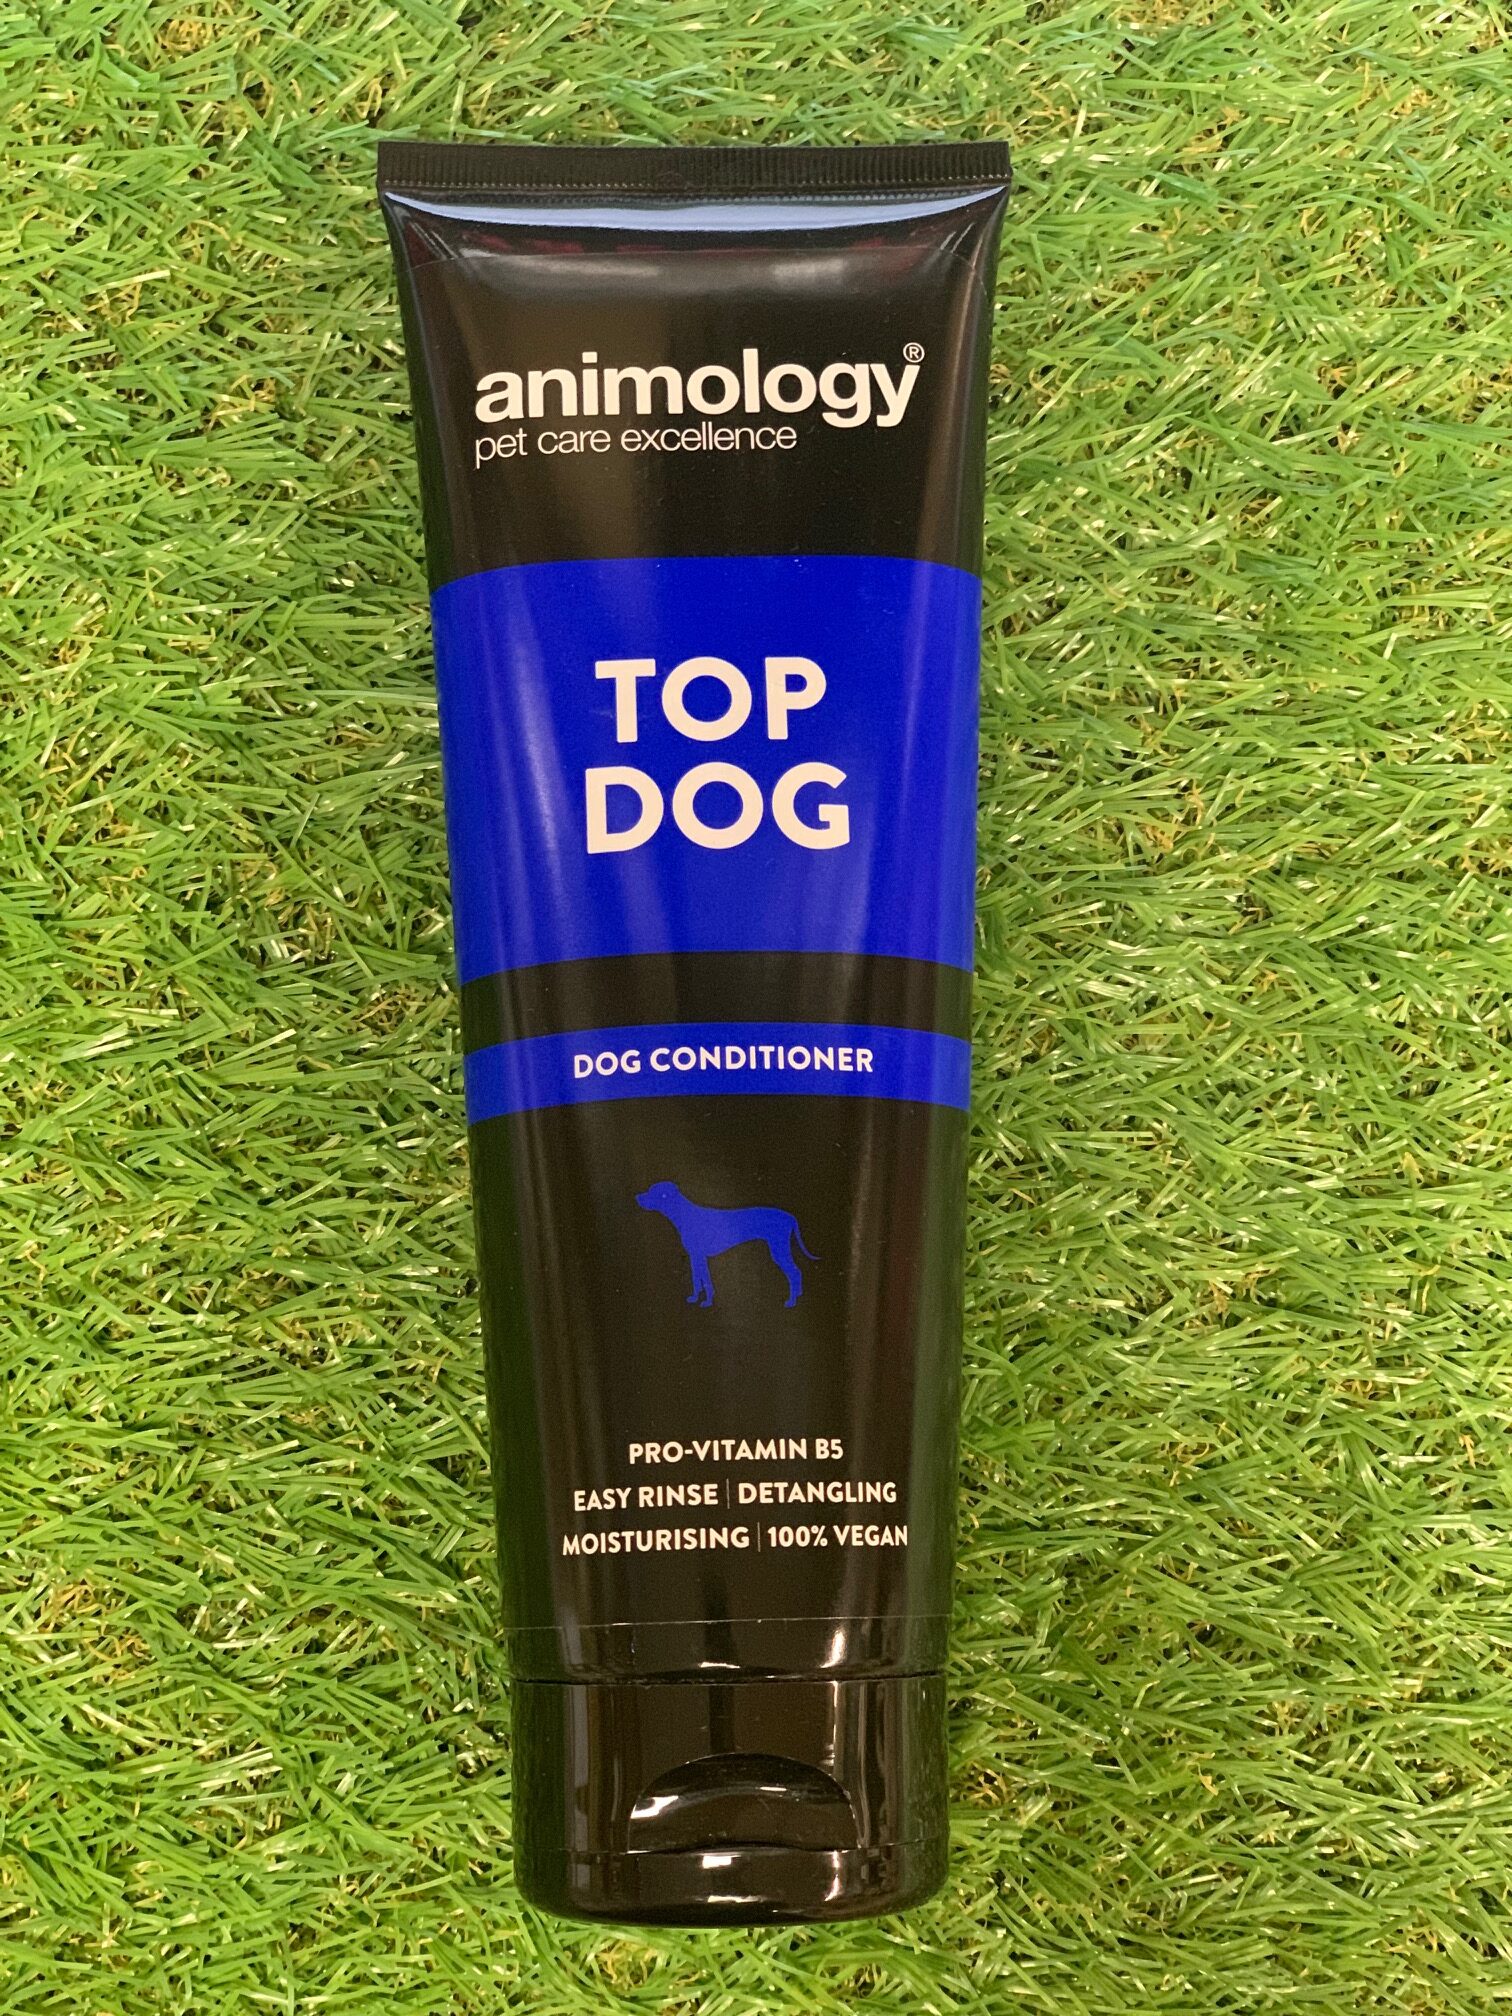 animology®
pet care excellence
TOP
DOG
DOG CONDITIONER
PRO-VITAMIN B5
EASY RINSE | DETANGLING
MOISTURISING | 100% VEGAN